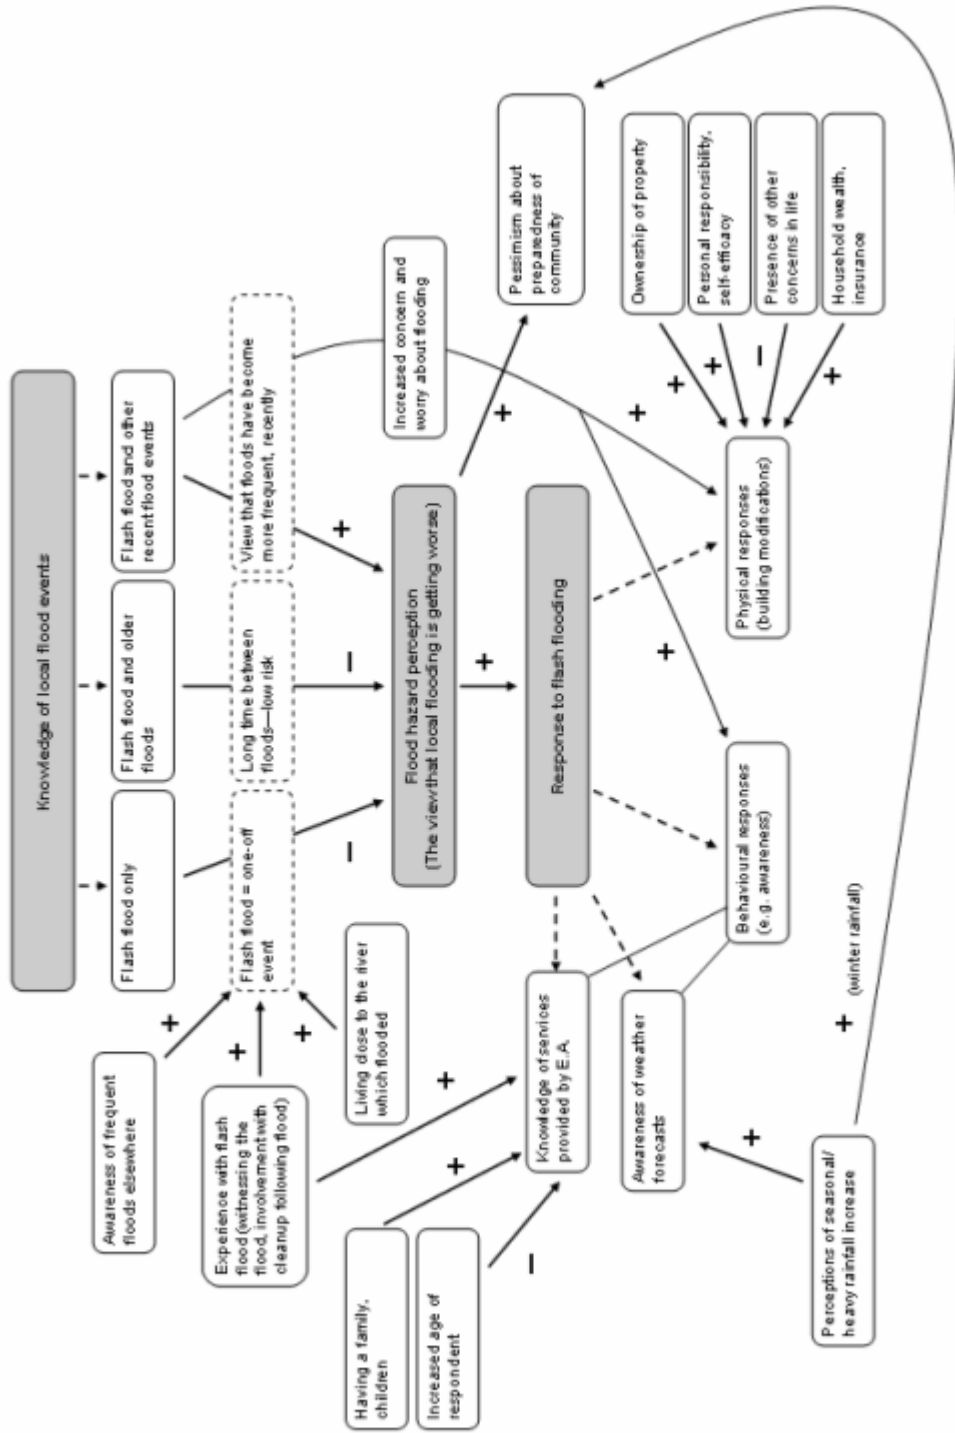 Knowledge of local flood events
Flash flood only
Flash flood and older
floods
Flash flood and other
recent flood events
Awareness of frequent
floods elsewhere
+
Flash flood = one-off
event
Long time between
floods—low risk
View that floods have become
more frequent, recently
Experience with flash
flood (witnessing the
flood, involvement with
cleanup following flood)
+
+
Living close to the river
which flooded
–
–
+
Increased concern and
worry about flooding
Having a family,
children
Increased age of
respondent
+
+
–
Flood hazard perception
(The view that local flooding is getting worse)
+
+
Pessimism about
preparedness of
community
Knowledge of services
provided by E.A.
Response to flash flooding
Awareness of weather
forecasts
+
+
Ownership of property
Personal responsibility,
self-efficacy
Presence of other
concerns in life
Household wealth,
insurance
+
+
–
+
Behavioural responses
(e.g. awareness)
Physical responses
(building modifications)
+
Perceptions of seasonal/
heavy rainfall increase
+
(winter rainfall)